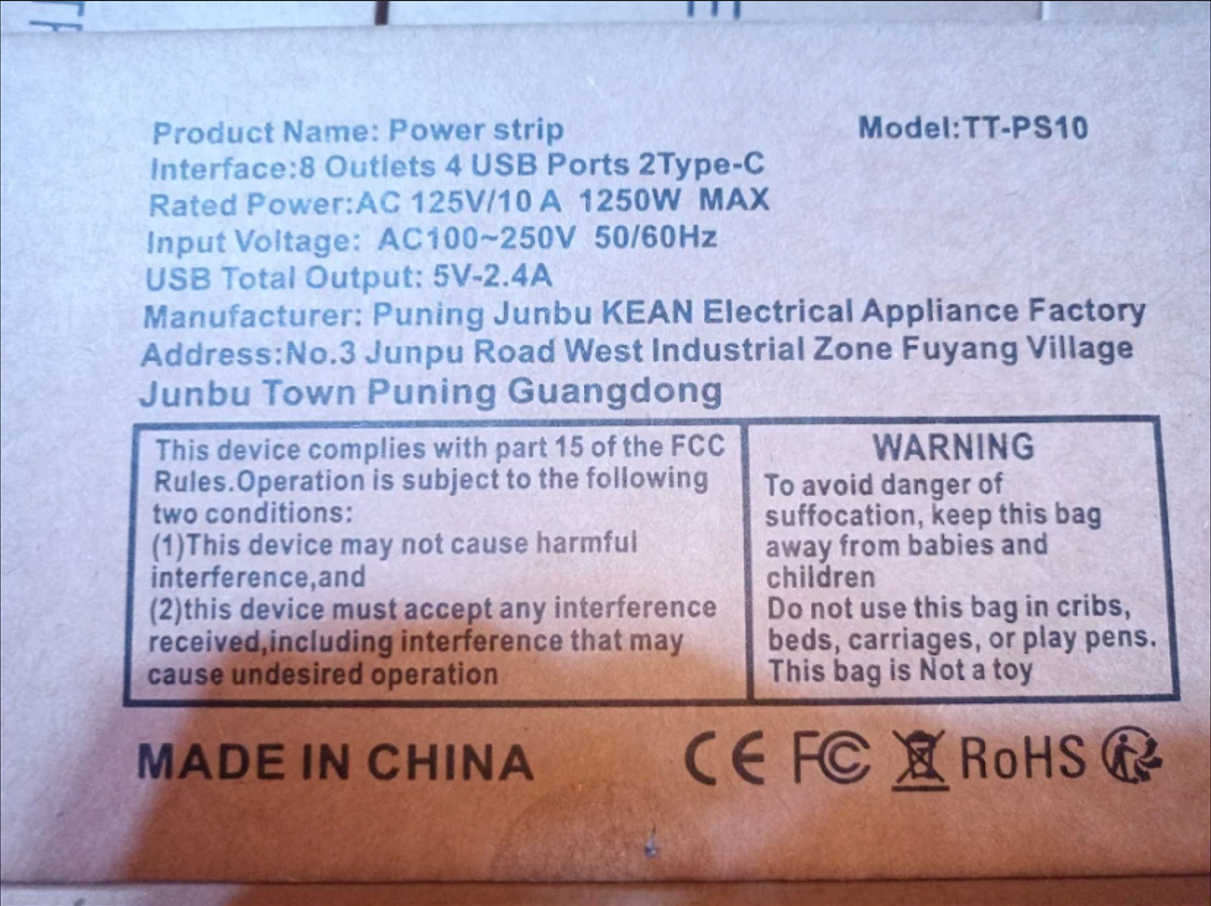 Product Name: Power strip
Model:TT-PS10
Interface:8 Outlets 4 USB Ports 2Type-C
Rated Power:AC 125V/10 A 1250W MAX
Input Voltage: AC100~250V 50/60Hz
USB Total Output: 5V-2.4A
Manufacturer: Puning Junbu KEAN Electrical Appliance Factory
Address:No.3 Junpu Road West Industrial Zone Fuyang Village
Junbu Town Puning Guangdong
This device complies with part 15 of the FCC
Rules.Operation is subject to the following
two conditions:
(1)This device may not cause harmful
interference,and
(2)this device must accept any interference
received,including interference that may
cause undesired operation
WARNING
To avoid danger of
suffocation, keep this bag
away from babies and
children
Do not use this bag in cribs,
beds, carriages, or play pens.
This bag is Not a toy
MADE IN CHINA
CE FC RoHS